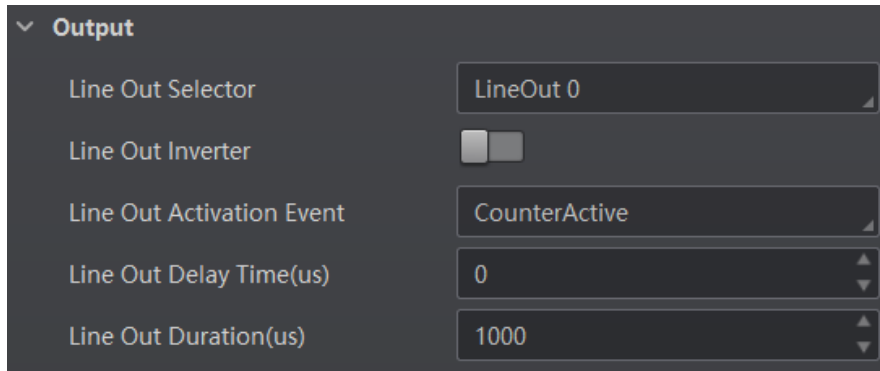 Output
Line Out Selector LineOut 0
Line Out Inverter
Line Out Activation Event CounterActive
Line Out Delay Time(us) 0
Line Out Duration(us) 1000